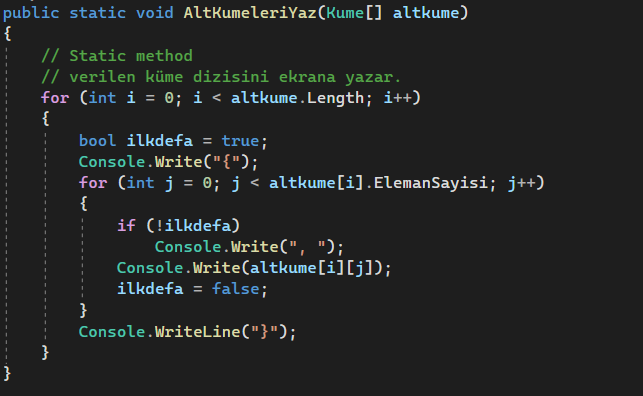 public static void AltKumeleriYaz(Kume[] altkume)
{
    // Static method
    // verilen küme dizisini ekrana yazar.
    for (int i = 0; i < altkume.Length; i++)
    {
        bool ilkdefa = true;
        Console.Write("{");
        for (int j = 0; j < altkume[i].ElemanSayisi; j++)
        {
            if (!ilkdefa)
                Console.Write(", ");
            Console.Write(altkume[i][j]);
            ilkdefa = false;
        }
        Console.WriteLine("}");
    }
}